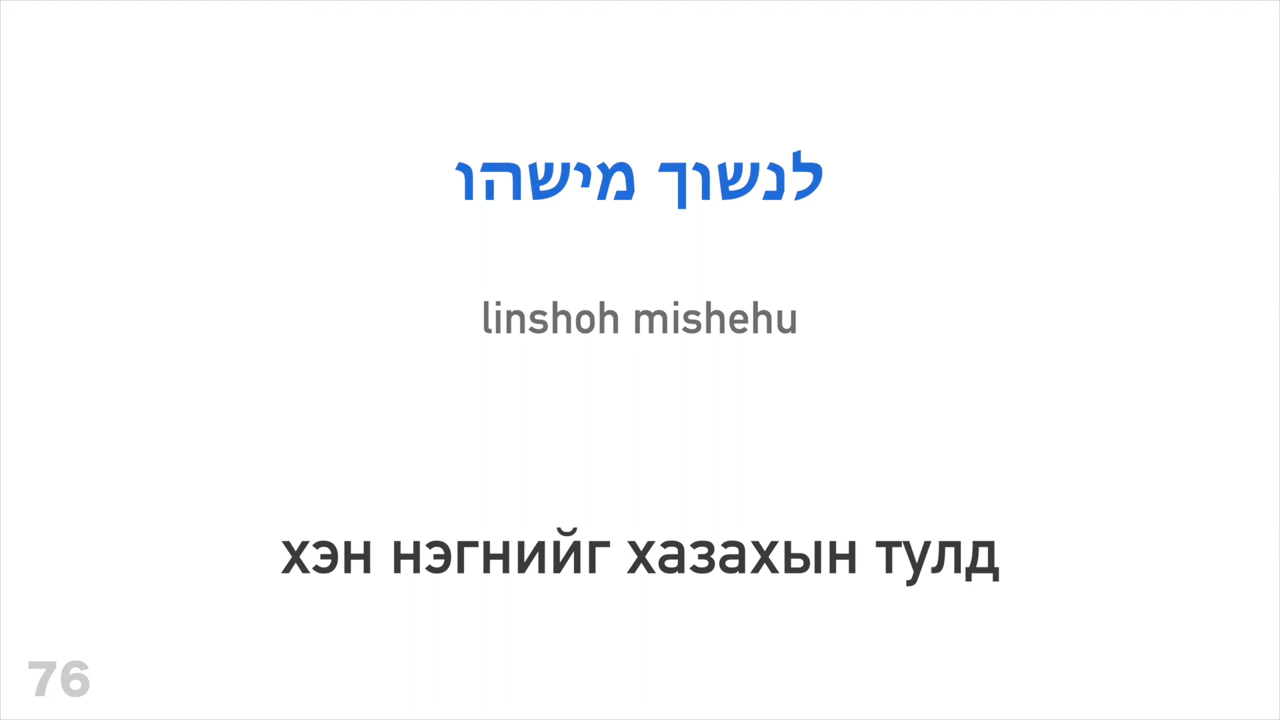 לנשוך מישהו
linshoh mishehu
хэн нэгнийг хазахын тулд
76